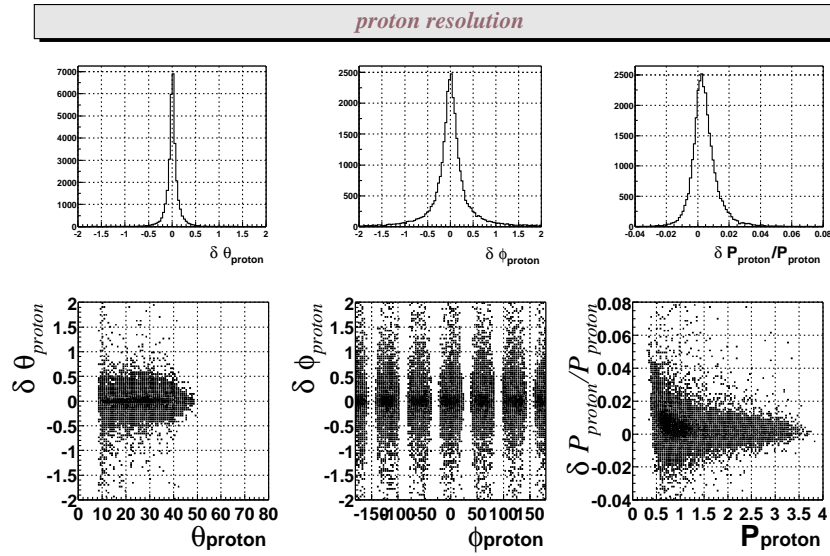 proton resolution
7000
6000
5000
4000
3000
2000
1000
0
-2 -1.5 -1 -0.5 0 0.5 1 1.5 2
δ θproton
2500
2000
1500
1000
500
0
-2 -1.5 -1 -0.5 0 0.5 1 1.5 2
δ ϕproton
2500
2000
1500
1000
500
0
-0.04 -0.02 0 0.02 0.04 0.06 0.08
δ Pproton/Pproton
δ θproton
2
1.5
1
0.5
0
-0.5
-1
-1.5
-2
0 10 20 30 40 50 60 70 80
θproton
δ ϕproton
2
1.5
1
0.5
0
-0.5
-1
-1.5
-2
-150-100-50 0 50 100 150
ϕproton
δ Pproton/Pproton
0.08
0.06
0.04
0.02
0
-0.02
-0.04
0 0.5 1 1.5 2 2.5 3 3.5 4
Pproton